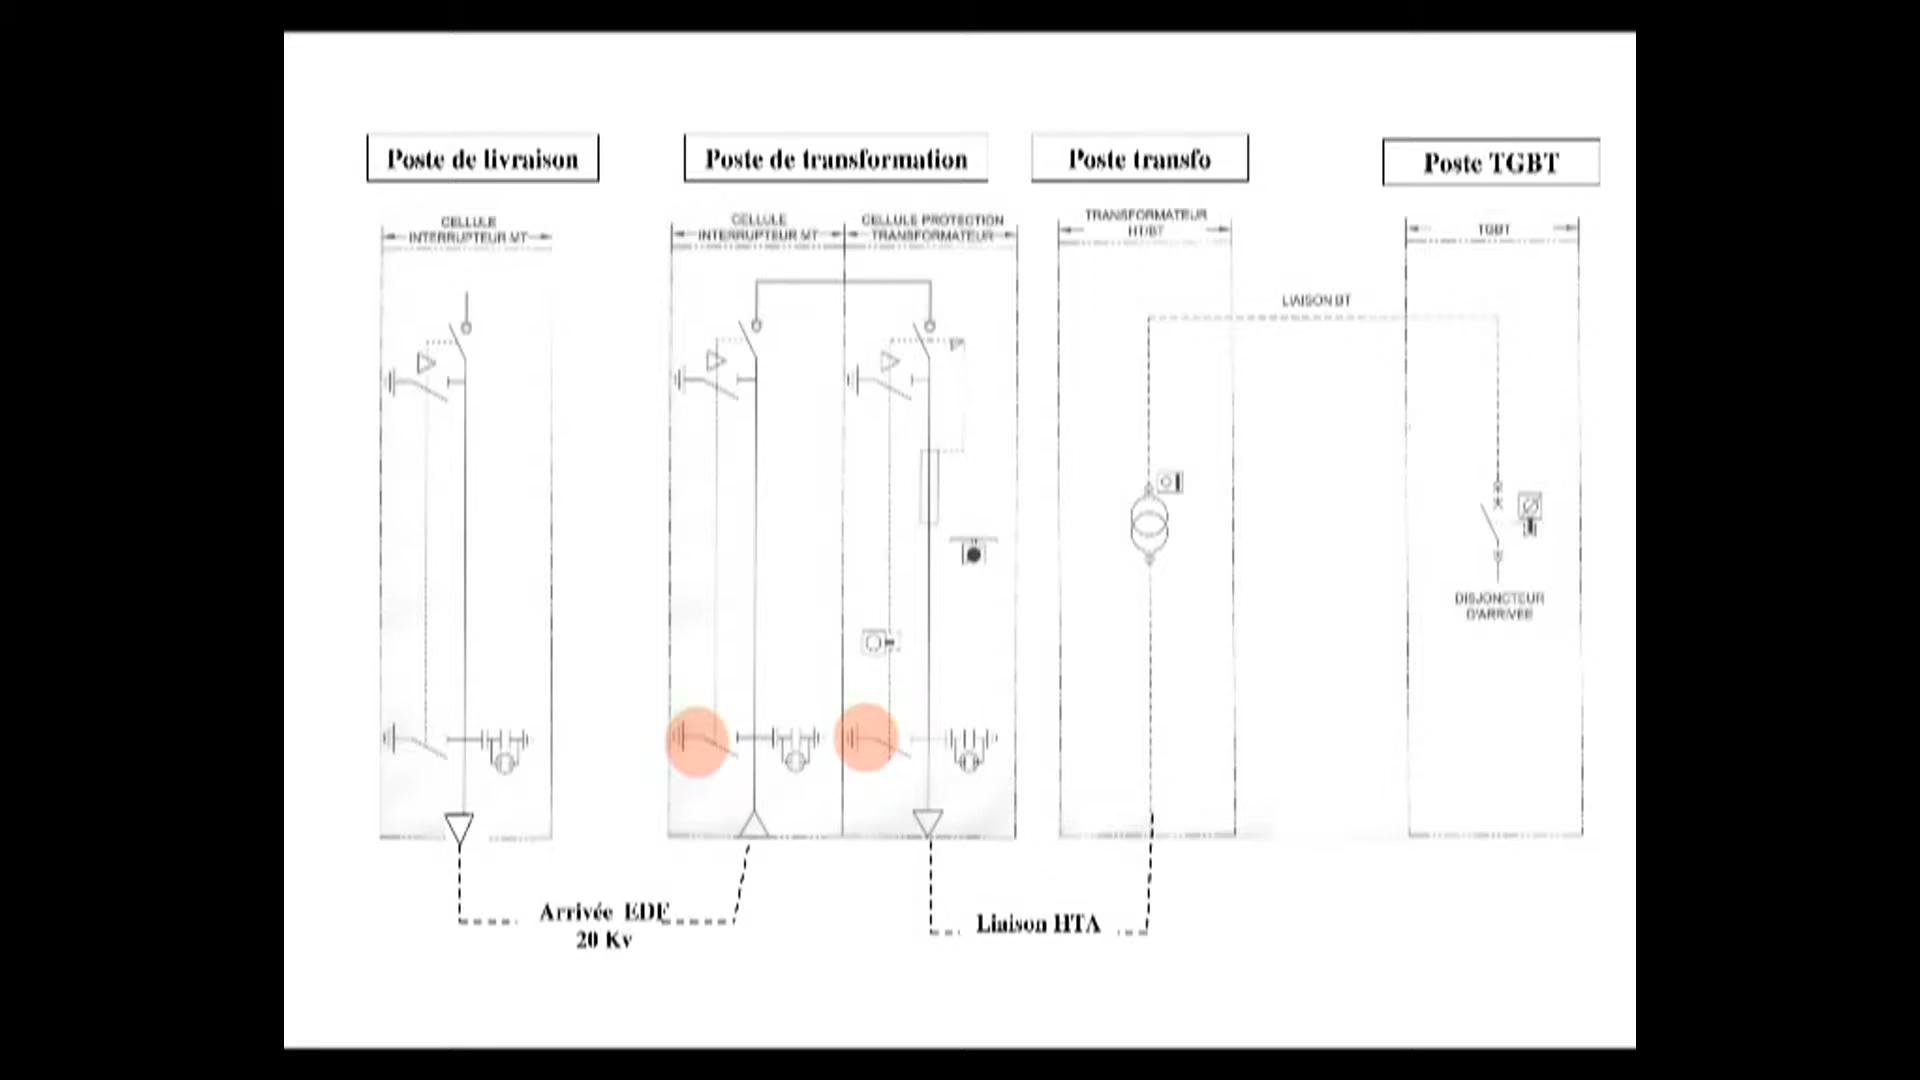 Poste de livraison
Poste de transformation
Poste transfo
Poste TGBT
CELLULE
INTERRUPTEUR MT
CELLULE
INTERRUPTEUR MT
CELLULE PROTECTION
TRANSFORMATEUR
TRANSFORMATEUR
HT/BT
TGBT
LIAISON BT
DISJONCTEUR
D'ARRIVEE
Arrivée EDF
20 Kv
Liaison HTA